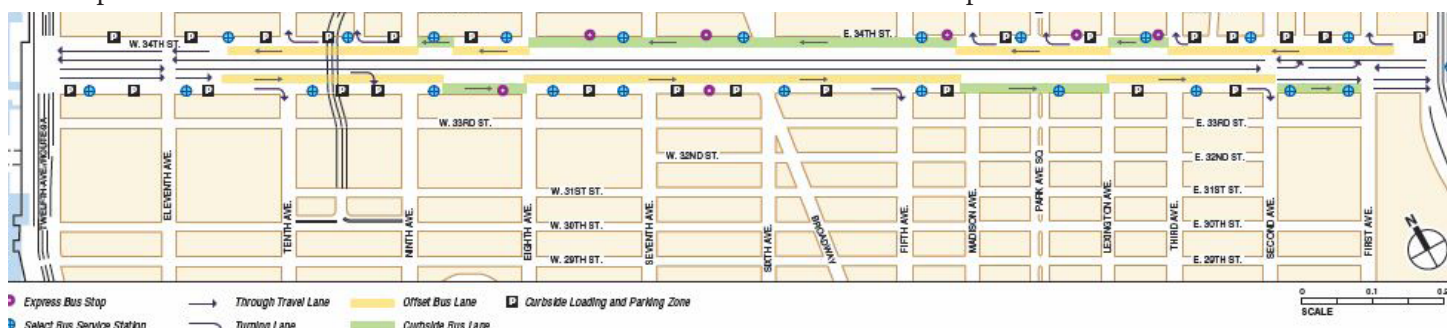 W. 34TH ST.
E. 34TH ST.
W. 33RD ST.
E. 33RD ST.
W. 32ND ST.
E. 32ND ST.
W. 31ST ST.
E. 31ST ST.
W. 30TH ST.
E. 30TH ST.
W. 29TH ST.
E. 29TH ST.
ELEVENTH AVE.
TENTH AVE.
NINTH AVE.
EIGHTH AVE.
SEVENTH AVE.
SIXTH AVE.
BROADWAY
FIFTH AVE.
MADISON AVE.
PARK AVE SQ.
LEXINGTON AVE.
THIRD AVE.
SECOND AVE.
FIRST AVE.
N
Express Bus Stop
Through Travel Lane
Offset Bus Lane
P Curbside Loading and Parking Zone
0 0.1
SCALE
Select Bus Service Station
Turning Lane
Curbside Bus Lane